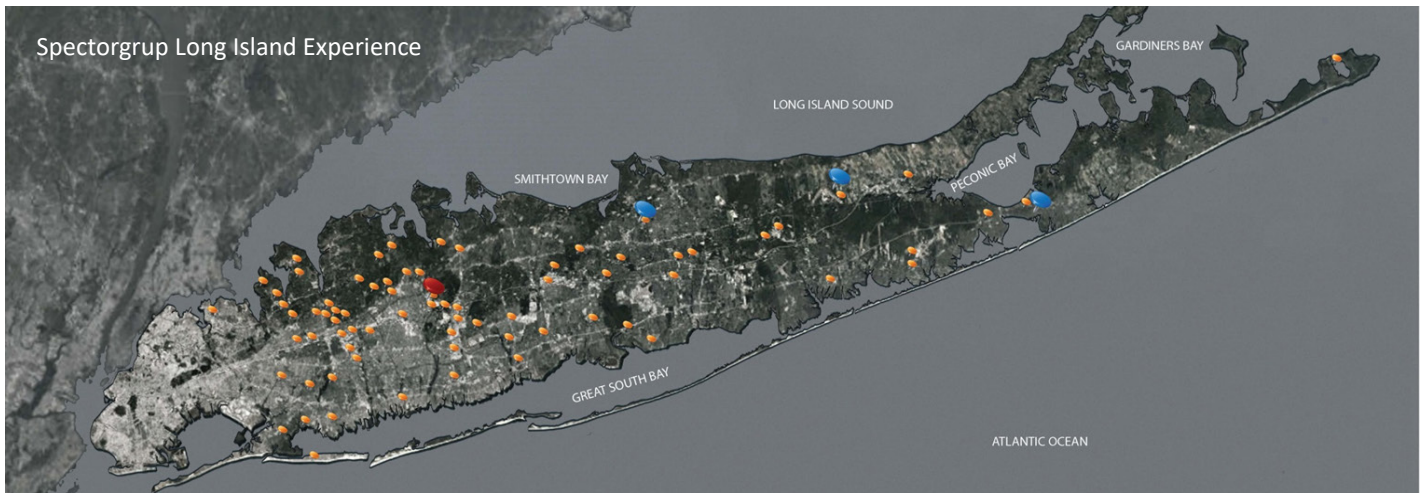 Spectorgrup Long Island Experience
GARDINERS BAY
LONG ISLAND SOUND
PECONIC BAY
SMITHTOWN BAY
GREAT SOUTH BAY
ATLANTIC OCEAN